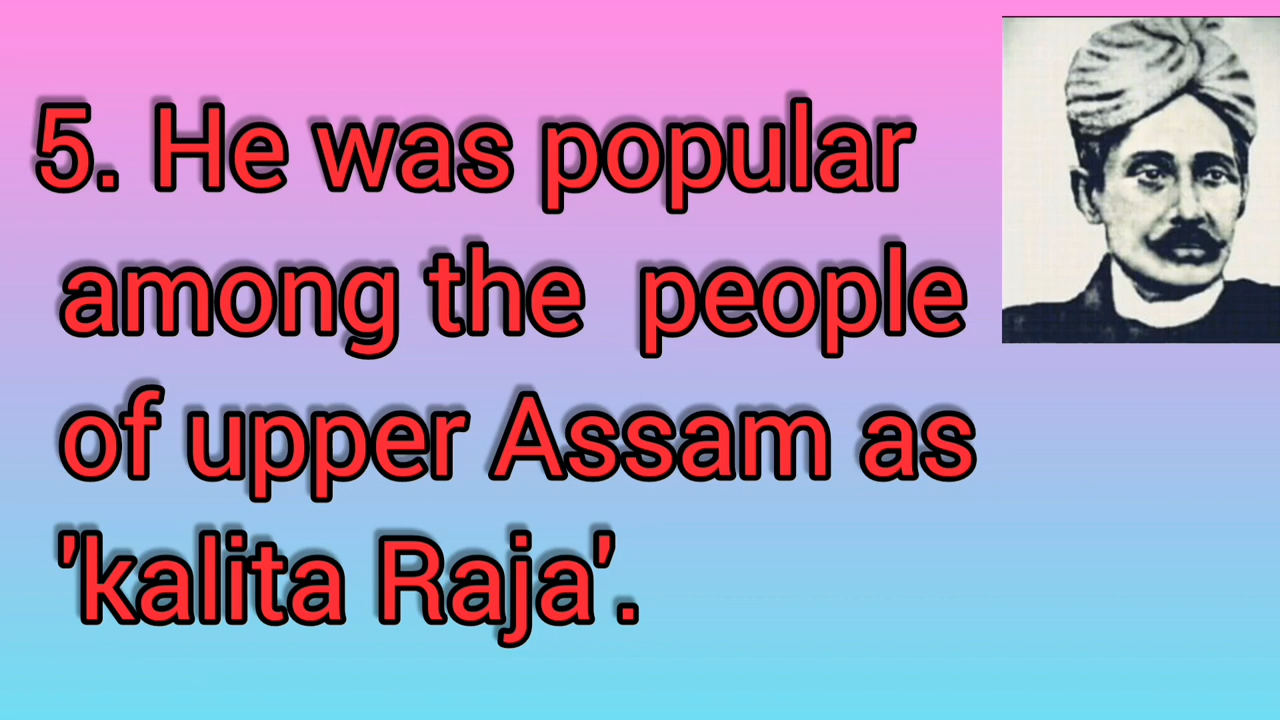 5. He was popular
among the people
of upper Assam as
'kalita Raja'.